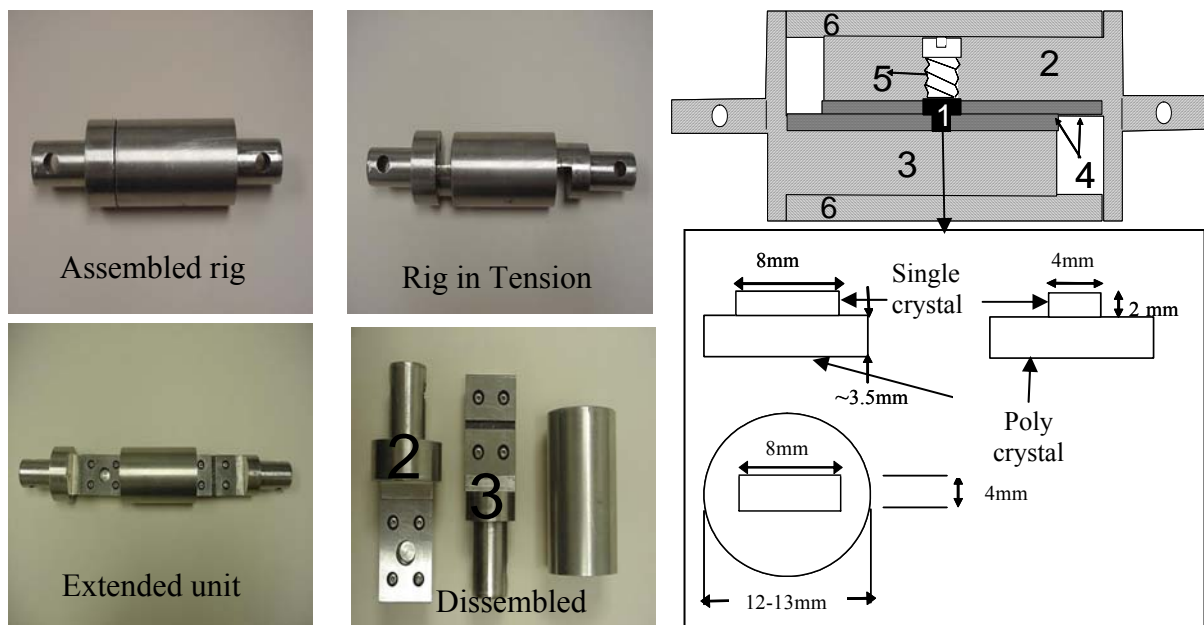 Assembled rig
Rig in Tension
Extended unit
2
3
Dissembled
6
5
2
1
3
4
6
8mm
Single
crystal
4mm
2 mm
~3.5mm
Poly
crystal
8mm
4mm
12-13mm